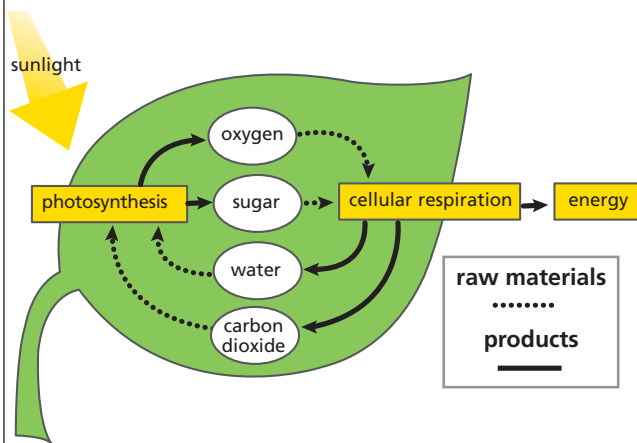 sunlight
oxygen
photosynthesis
sugar
cellular respiration
energy
water
carbon
dioxide
raw materials
products